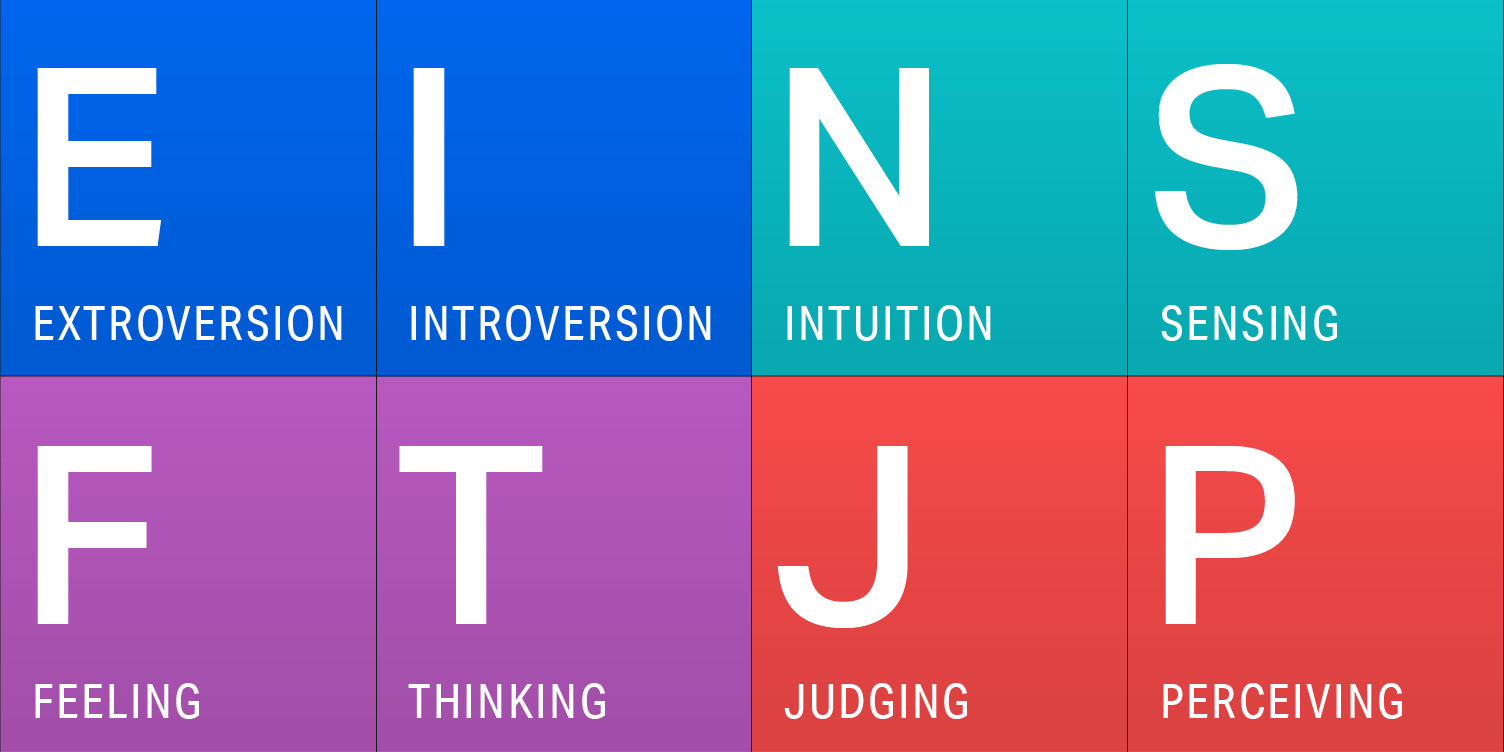 E I N S
EXTROVERSION INTROVERSION INTUITION SENSING
F T J P
FEELING THINKING JUDGING PERCEIVING